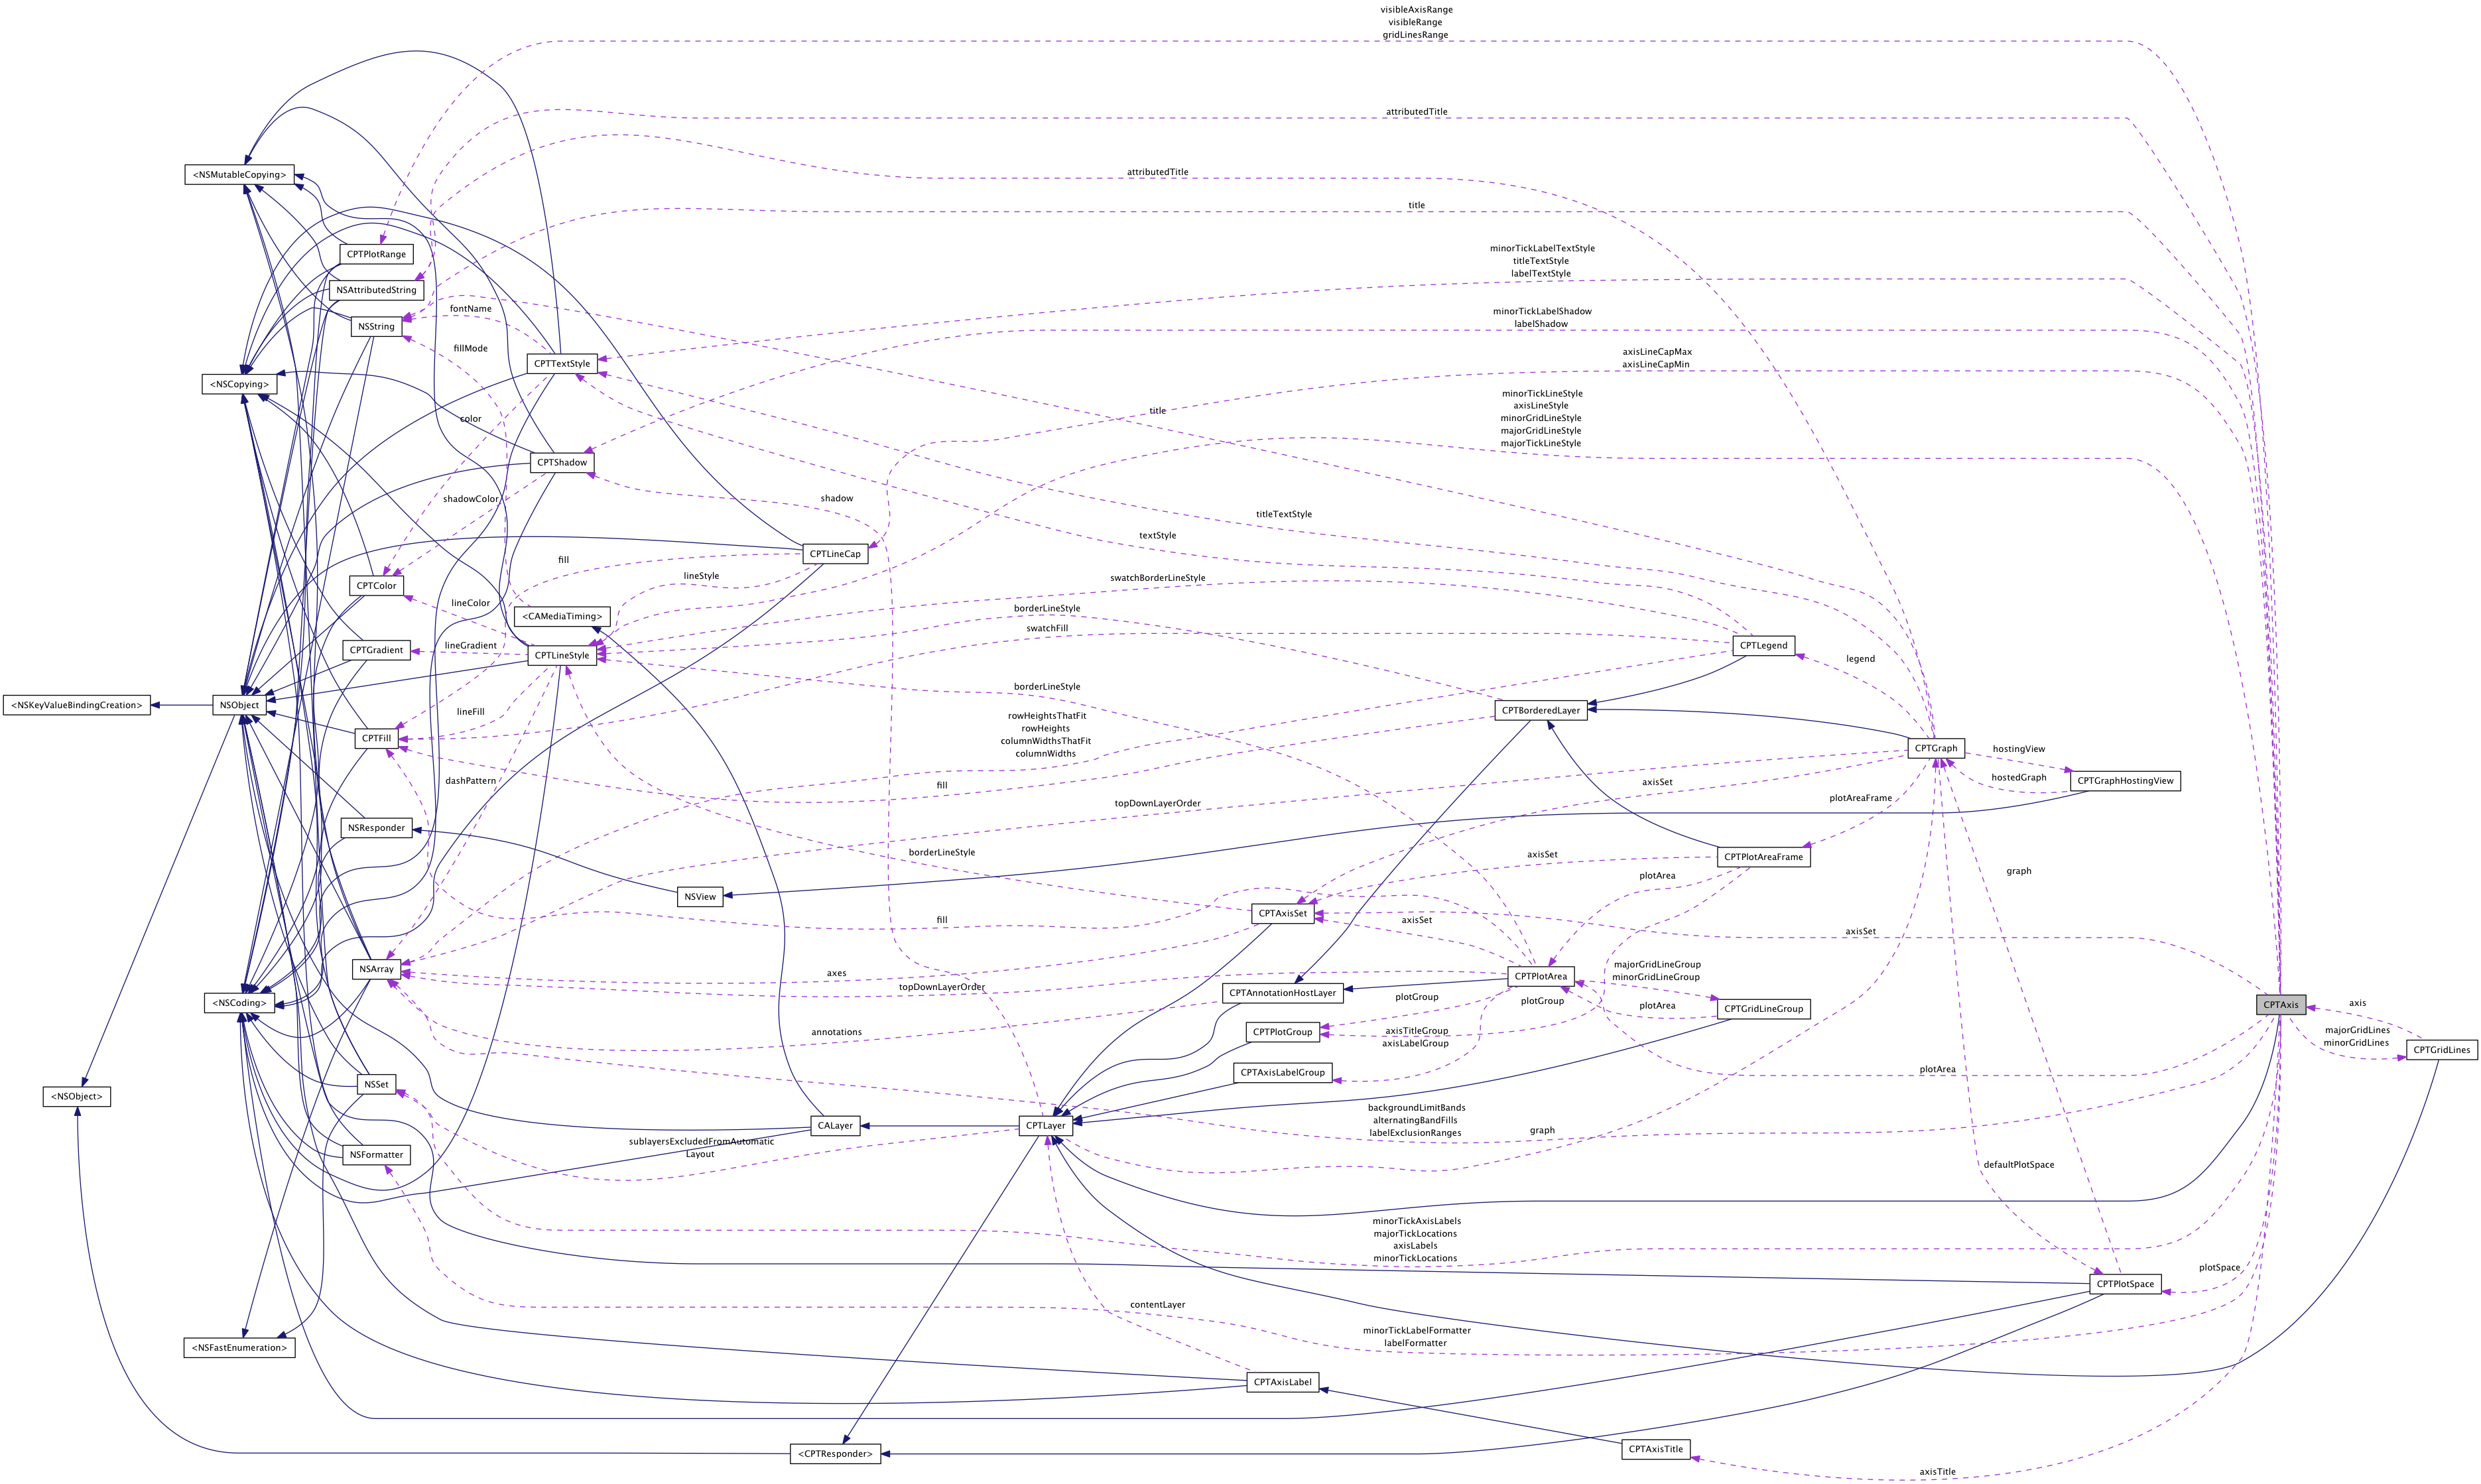 visibleAxisRange
visibleRange
gridLinesRange
attributedTitle
attributedTitle
<NSMutableCopying>
title
CPTPlotRange
minorTickLabelTextStyle
titleTextStyle
labelTextStyle
NSAttributedString
fontName
NSString
minorTickLabelShadow
labelShadow
fillMode
CPTTextStyle
axisLineCapMax
axisLineCapMin
<NSCopying>
minorTickLineStyle
axisLineStyle
minorGridLineStyle
majorGridLineStyle
majorTickLineStyle
title
color
CPTShadow
shadowColor
shadow
titleTextStyle
textStyle
CPTLineCap
fill
lineStyle
swatchBorderLineStyle
CPTColor
lineColor
<CAMediaTiming>
borderLineStyle
swatchFill
CPTGradient
lineGradient
CPTLineStyle
CPTLegend
legend
borderLineStyle
<NSKeyValueBindingCreation>
NSObject
lineFill
CPTBorderedLayer
rowHeightsThatFit
rowHeights
columnWidthsThatFit
columnWidths
CPTFill
CPTGraph
hostingView
dashPattern
fill
axisSet
hostedGraph
CPTGraphHostingView
topDownLayerOrder
plotAreaFrame
NSResponder
borderLineStyle
axisSet
CPTPlotAreaFrame
graph
plotArea
NSView
fill
CPTAxisSet
axisSet
axisSet
NSArray
axes
CPTPlotArea
majorGridLineGroup
minorGridLineGroup
topDownLayerOrder
CPTAnnotationHostLayer
plotGroup
plotGroup
plotArea
CPTGridLineGroup
<NSCoding>
CPTAxis
axis
annotations
CPTPlotGroup
axisTitleGroup
axisLabelGroup
majorGridLines
minorGridLines
CPTGridLines
CPTAxisLabelGroup
plotArea
NSSet
<NSObject>
backgroundLimitBands
alternatingBandFills
labelExclusionRanges
CALayer
CPTLayer
graph
sublayersExcludedFromAutomatic
Layout
NSFormatter
defaultPlotSpace
minorTickAxisLabels
majorTickLocations
axisLabels
minorTickLocations
plotSpace
CPTPlotSpace
contentLayer
minorTickLabelFormatter
labelFormatter
<NSFastEnumeration>
CPTAxisLabel
<CPTResponder>
CPTAxisTitle
axisTitle